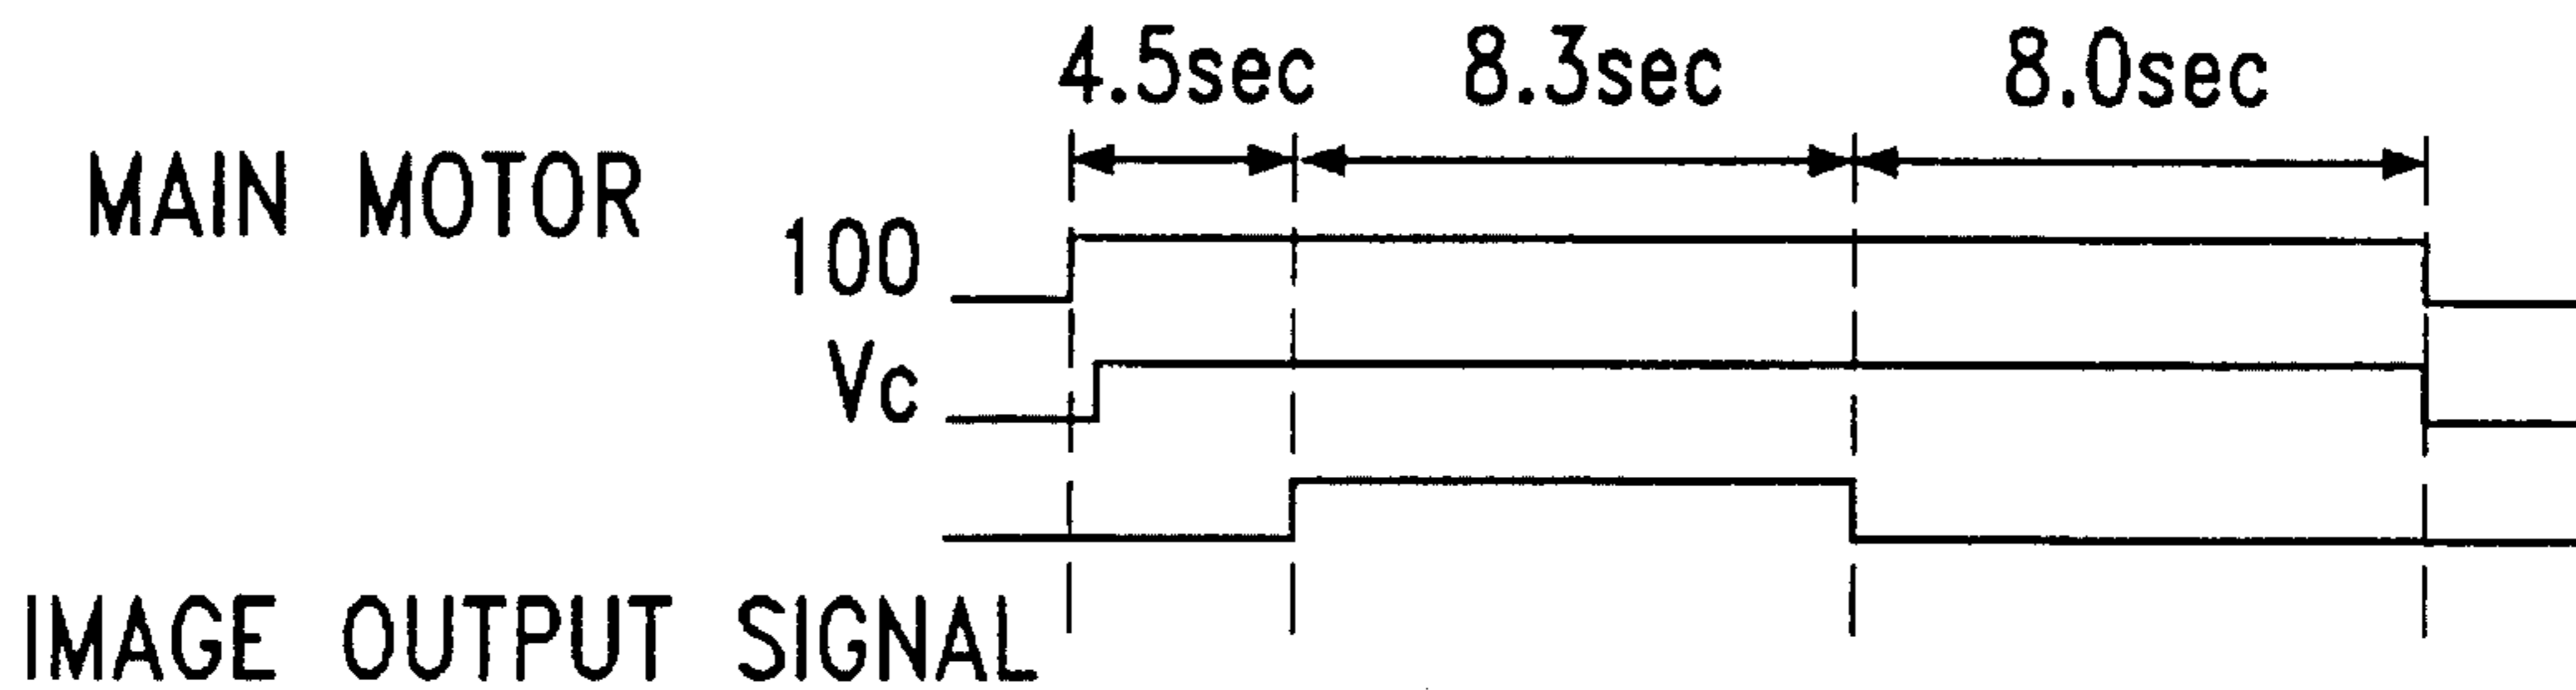 4.5sec 8.3sec 8.0sec
MAIN MOTOR
100
Vc
IMAGE OUTPUT SIGNAL